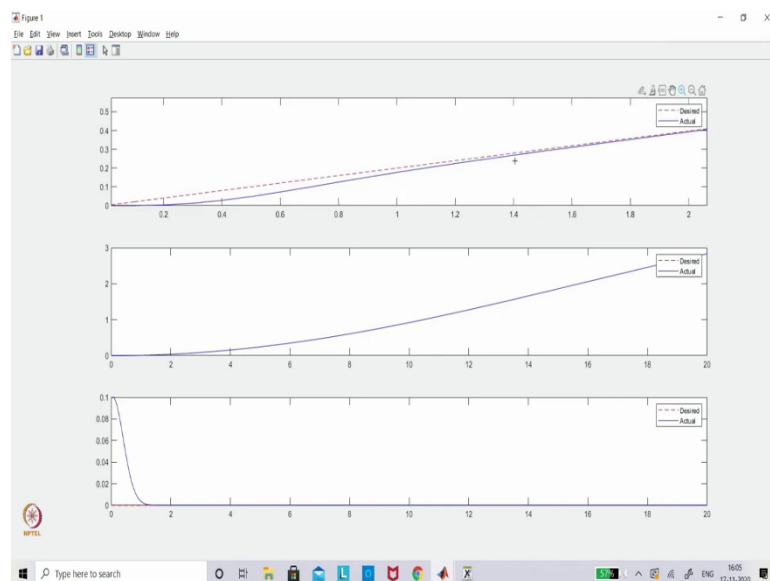 Figure 1
File Edit View Insert Tools Desktop Window Help
0.5
0.4
0.3
0.2
0.1
0
0.2 0.4 0.6 0.8 1 1.2 1.4 1.6 1.8 2
Desired
Actual
3
2
1
0
0 2 4 6 8 10 12 14 16 18 20
Desired
Actual
0.1
0.08
0.06
0.04
0.02
0
0 2 4 6 8 10 12 14 16 18 20
Desired
Actual
NPTEL
Type here to search
57%
ENG
16:05
17-11-2020